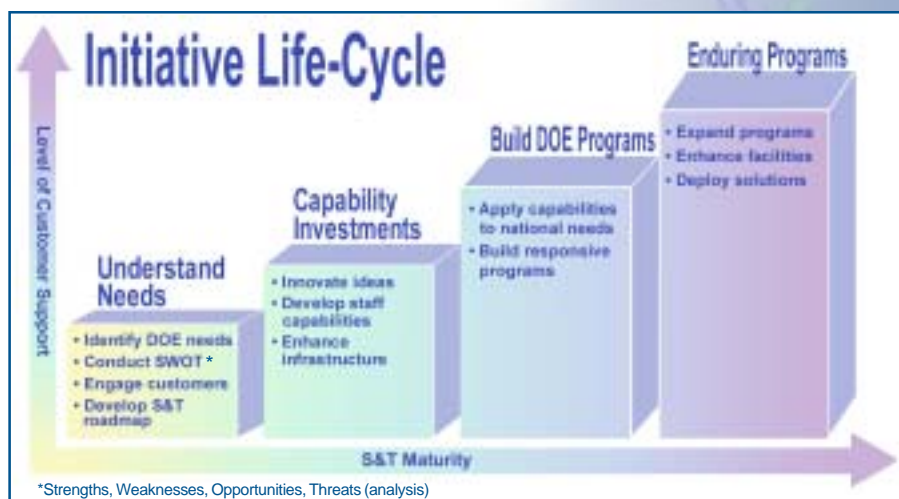 Initiative Life-Cycle
Level of Customer Support
Understand
Needs
• Identify DOE needs
• Conduct SWOT *
• Engage customers
• Develop S&T
roadmap
Capability
Investments
• Innovate ideas
• Develop staff
capabilities
• Enhance
infrastructure
Build DOE Programs
• Apply capabilities
to national needs
• Build responsive
programs
Enduring Programs
• Expand programs
• Enhance facilities
• Deploy solutions
S&T Maturity
*Strengths, Weaknesses, Opportunities, Threats (analysis)